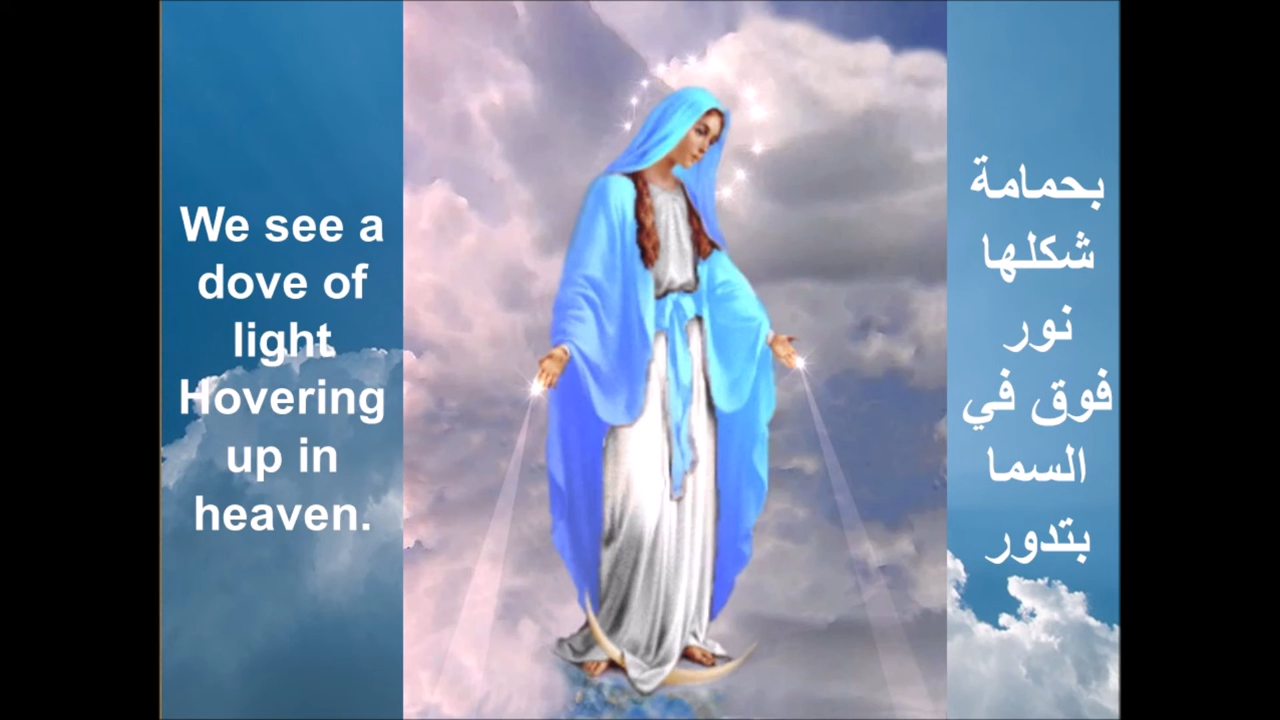 We see a
dove of
light
Hovering
up in
heaven.
بحمامة
شكلها
نور
فوق في
السما
بتدور